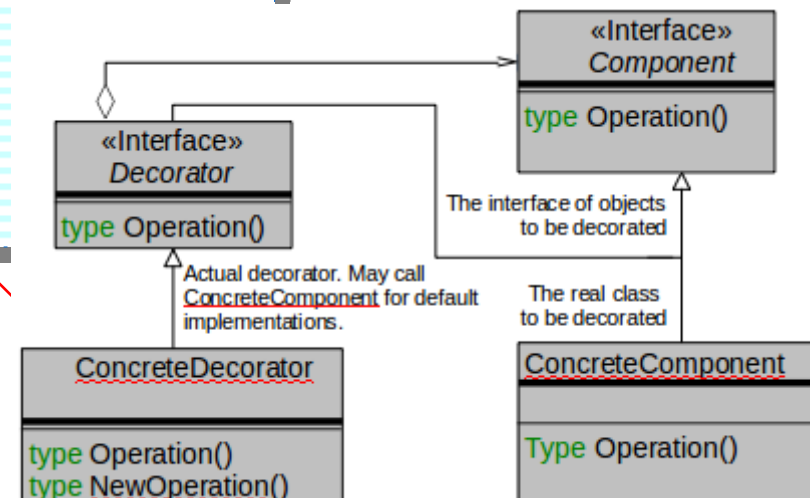 «Interface»
Component
type Operation()
«Interface»
Decorator
type Operation()
The interface of objects
to be decorated
Actual decorator. May call
ConcreteComponent for default
implementations.
The real class
to be decorated
ConcreteDecorator
type Operation()
type NewOperation()
ConcreteComponent
Type Operation()